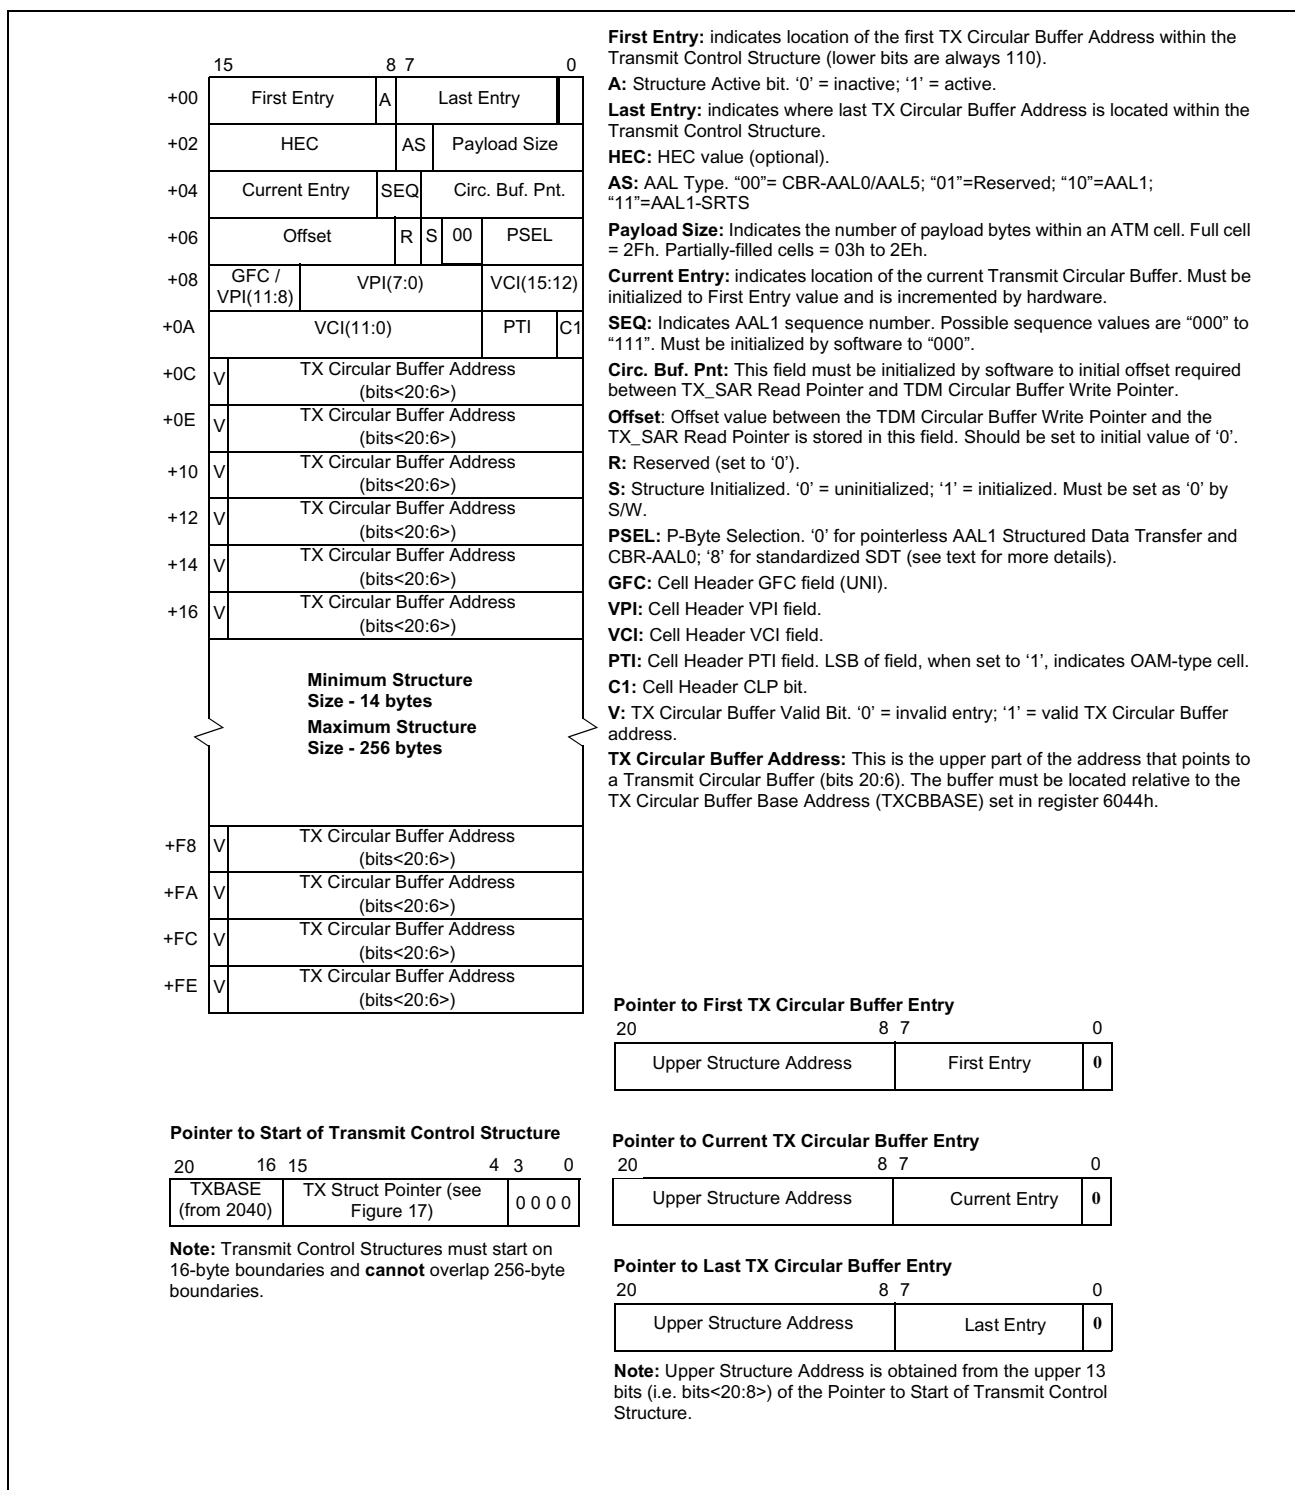 15 8 7 0
+00 First Entry A Last Entry
+02 HEC AS Payload Size
+04 Current Entry SEQ Circ. Buf. Pnt.
+06 Offset R S 00 PSEL
+08 GFC / VPI(11:8) VPI(7:0) VCI(15:12)
+0A VCI(11:0) PTI C1
+0C V TX Circular Buffer Address
(bits<20:6>)
+0E V TX Circular Buffer Address
(bits<20:6>)
+10 V TX Circular Buffer Address
(bits<20:6>)
+12 V TX Circular Buffer Address
(bits<20:6>)
+14 V TX Circular Buffer Address
(bits<20:6>)
+16 V TX Circular Buffer Address
(bits<20:6>)
Minimum Structure
Size - 14 bytes
Maximum Structure
Size - 256 bytes
+F8 V TX Circular Buffer Address
(bits<20:6>)
+FA V TX Circular Buffer Address
(bits<20:6>)
+FC V TX Circular Buffer Address
(bits<20:6>)
+FE V TX Circular Buffer Address
(bits<20:6>)
First Entry: indicates location of the first TX Circular Buffer Address within the
Transmit Control Structure (lower bits are always 110).
A: Structure Active bit. ‘0’ = inactive; ‘1’ = active.
Last Entry: indicates where last TX Circular Buffer Address is located within the
Transmit Control Structure.
HEC: HEC value (optional).
AS: AAL Type. “00”= CBR-AAL0/AAL5; “01”=Reserved; “10”=AAL1;
“11”=AAL1-SRTS
Payload Size: Indicates the number of payload bytes within an ATM cell. Full cell
= 2Fh. Partially-filled cells = 03h to 2Eh.
Current Entry: indicates location of the current Transmit Circular Buffer. Must be
initialized to First Entry value and is incremented by hardware.
SEQ: Indicates AAL1 sequence number. Possible sequence values are “000” to
“111”. Must be initialized by software to “000”.
Circ. Buf. Pnt: This field must be initialized by software to initial offset required
between TX_SAR Read Pointer and TDM Circular Buffer Write Pointer.
Offset: Offset value between the TDM Circular Buffer Write Pointer and the
TX_SAR Read Pointer is stored in this field. Should be set to initial value of ‘0’.
R: Reserved (set to ‘0’).
S: Structure Initialized. ‘0’ = uninitialized; ‘1’ = initialized. Must be set as ‘0’ by
S/W.
PSEL: P-Byte Selection. ‘0’ for pointerless AAL1 Structured Data Transfer and
CBR-AAL0; ‘8’ for standardized SDT (see text for more details).
GFC: Cell Header GFC field (UNI).
VPI: Cell Header VPI field.
VCI: Cell Header VCI field.
PTI: Cell Header PTI field. LSB of field, when set to ‘1’, indicates OAM-type cell.
C1: Cell Header CLP bit.
V: TX Circular Buffer Valid Bit. ‘0’ = invalid entry; ‘1’ = valid TX Circular Buffer
address.
TX Circular Buffer Address: This is the upper part of the address that points to
a Transmit Circular Buffer (bits 20:6). The buffer must be located relative to the
TX Circular Buffer Base Address (TXCBBASE) set in register 6044h.
Pointer to First TX Circular Buffer Entry
20 8 7 0
Upper Structure Address First Entry 0
Pointer to Start of Transmit Control Structure
20 16 15 4 3 0
TXBASE TX Struct Pointer (see
(from 2040) Figure 17) 0 0 0 0
Note: Transmit Control Structures must start on
16-byte boundaries and cannot overlap 256-byte
boundaries.
Pointer to Current TX Circular Buffer Entry
20 8 7 0
Upper Structure Address Current Entry 0
Pointer to Last TX Circular Buffer Entry
20 8 7 0
Upper Structure Address Last Entry 0
Note: Upper Structure Address is obtained from the upper 13
bits (i.e. bits<20:8>) of the Pointer to Start of Transmit Control
Structure.